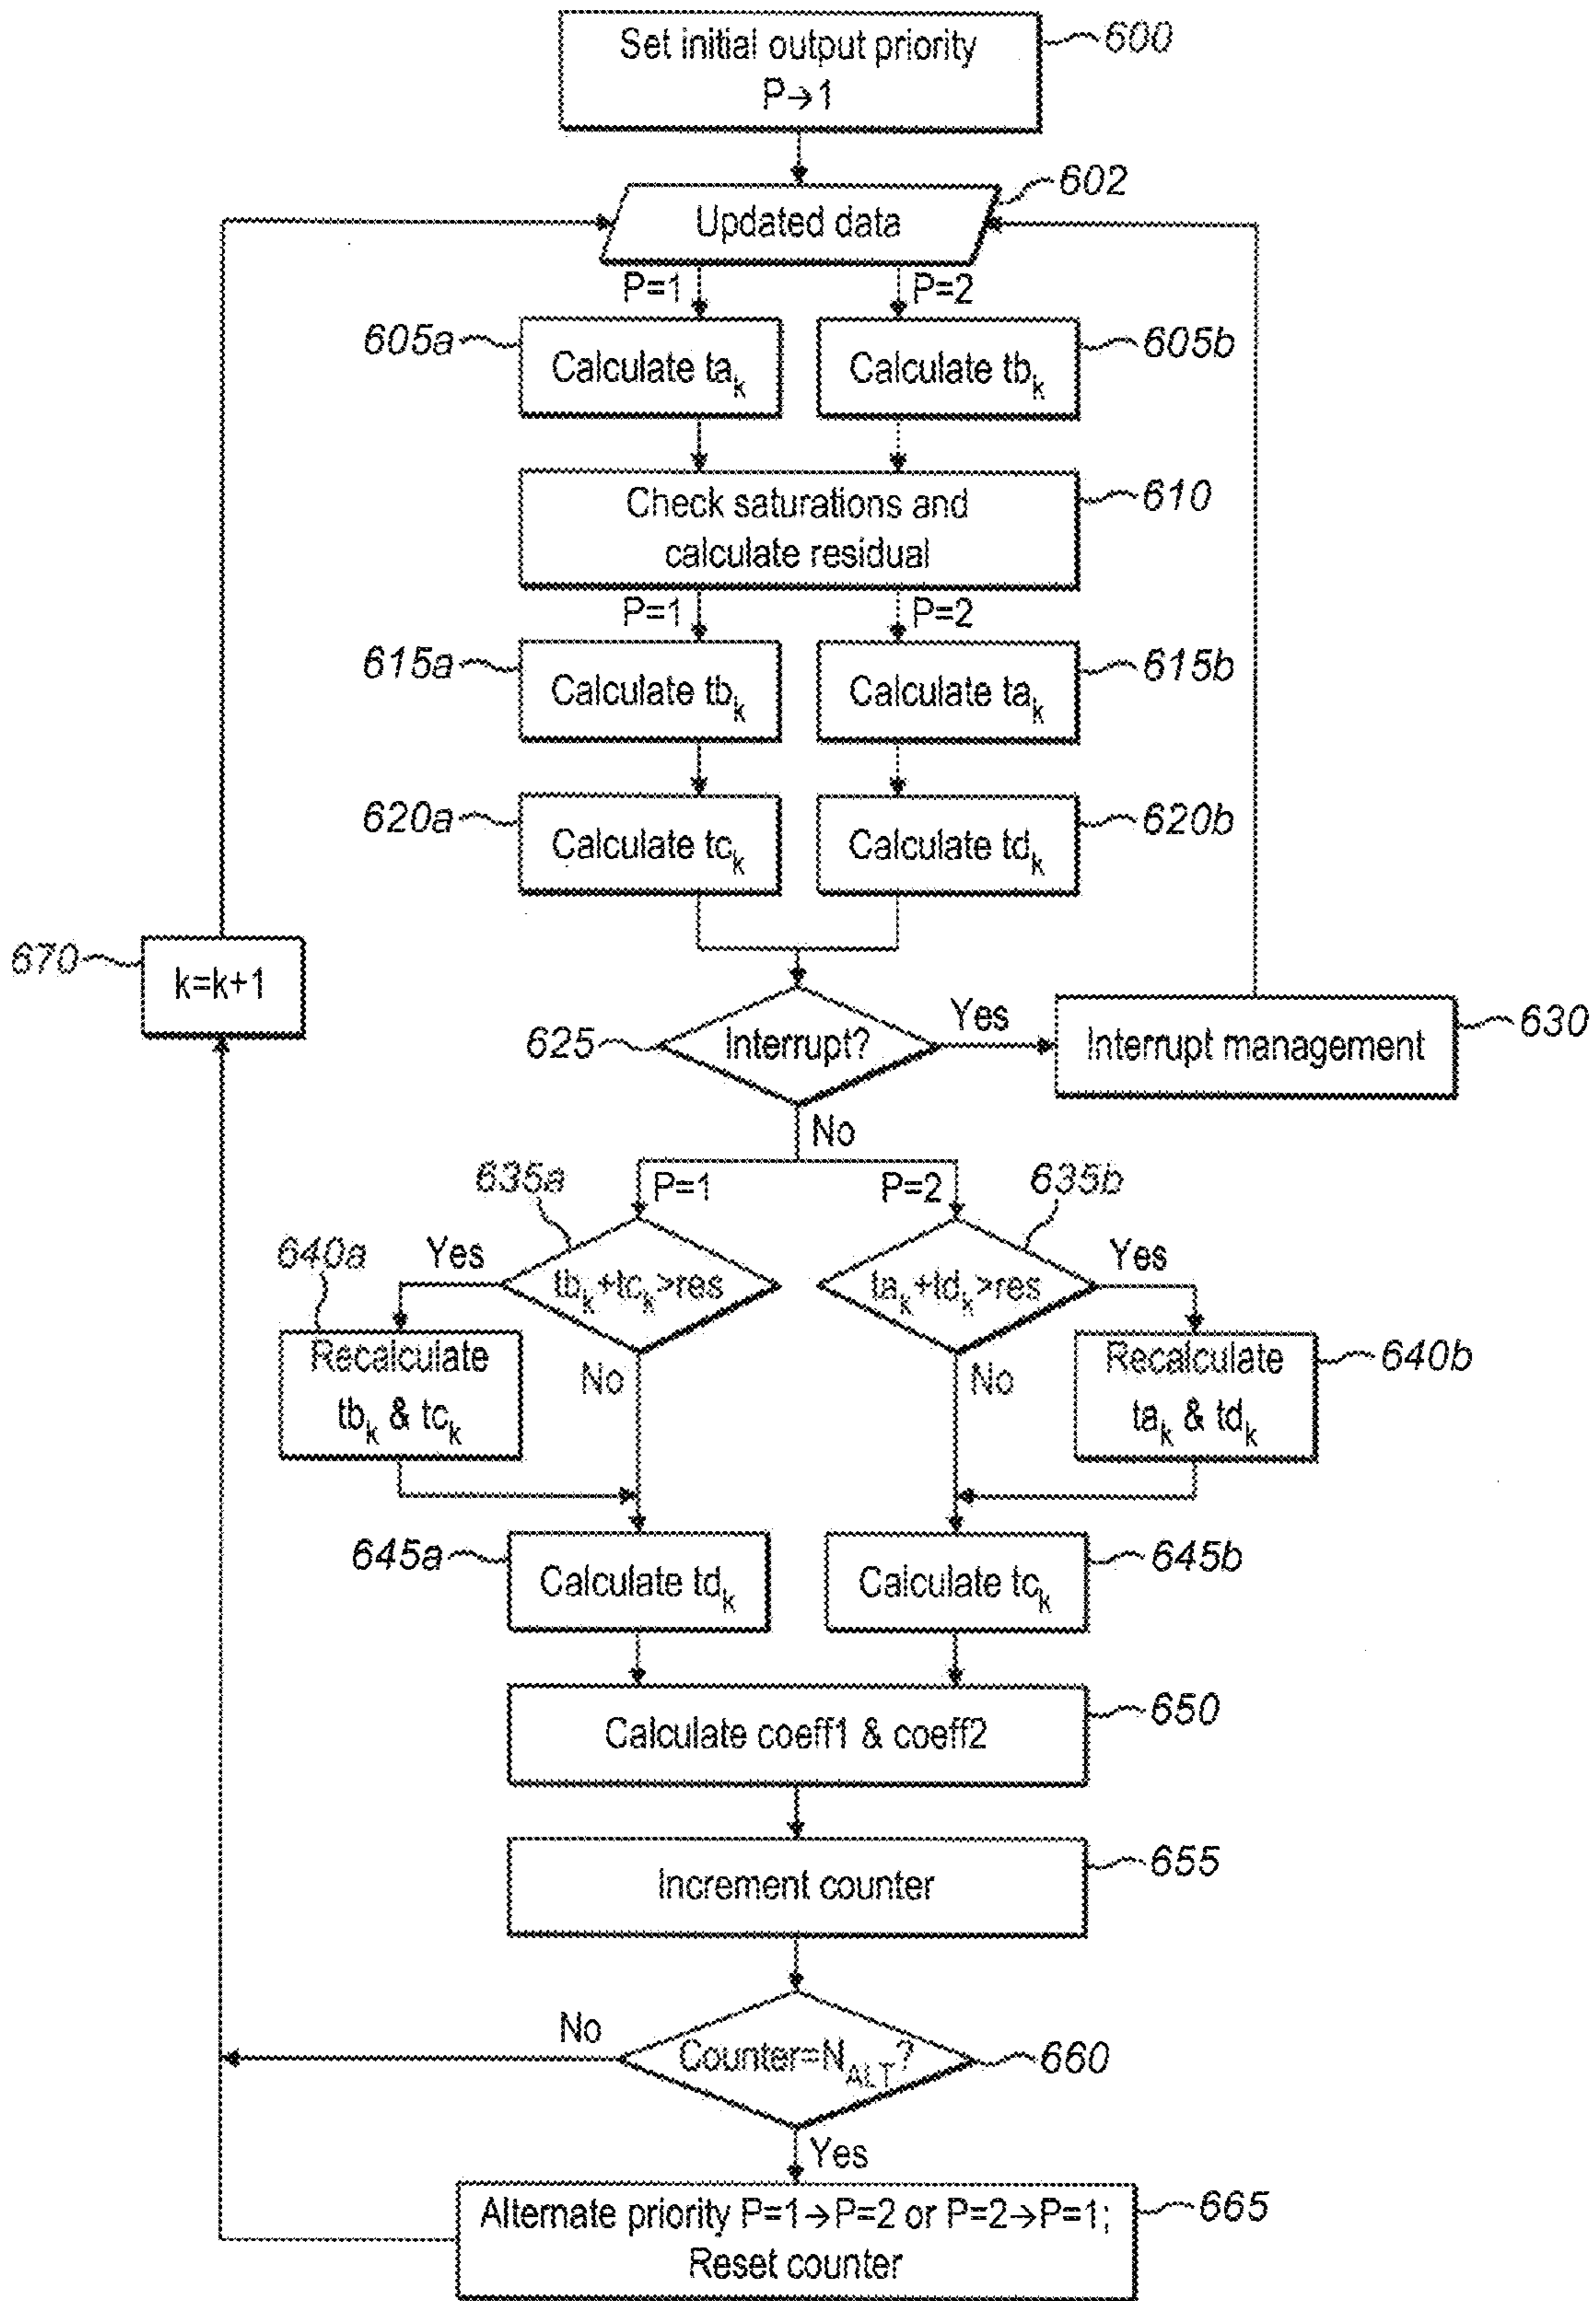 Set initial output priority
P→1
600
602
Updated data
P=1
P=2
605a
Calculate ta_k
Calculate tb_k
605b
Check saturations and
calculate residual
610
P=1
P=2
615a
Calculate tb_k
Calculate ta_k
615b
620a
Calculate tc_k
Calculate td_k
620b
670
k=k+1
625
Interrupt?
Yes
Interrupt management
630
No
635a
P=1
P=2
635b
640a
Yes
tb_k+tc_k>res
ta_k+td_k>res
Yes
Recalculate
tb_k & tc_k
No
No
Recalculate
ta_k & td_k
640b
645a
Calculate td_k
Calculate tc_k
645b
Calculate coeff1 & coeff2
650
Increment counter
655
No
Counter=N_ALT?
660
Yes
Alternate priority P=1→P=2 or P=2→P=1;
Reset counter
665